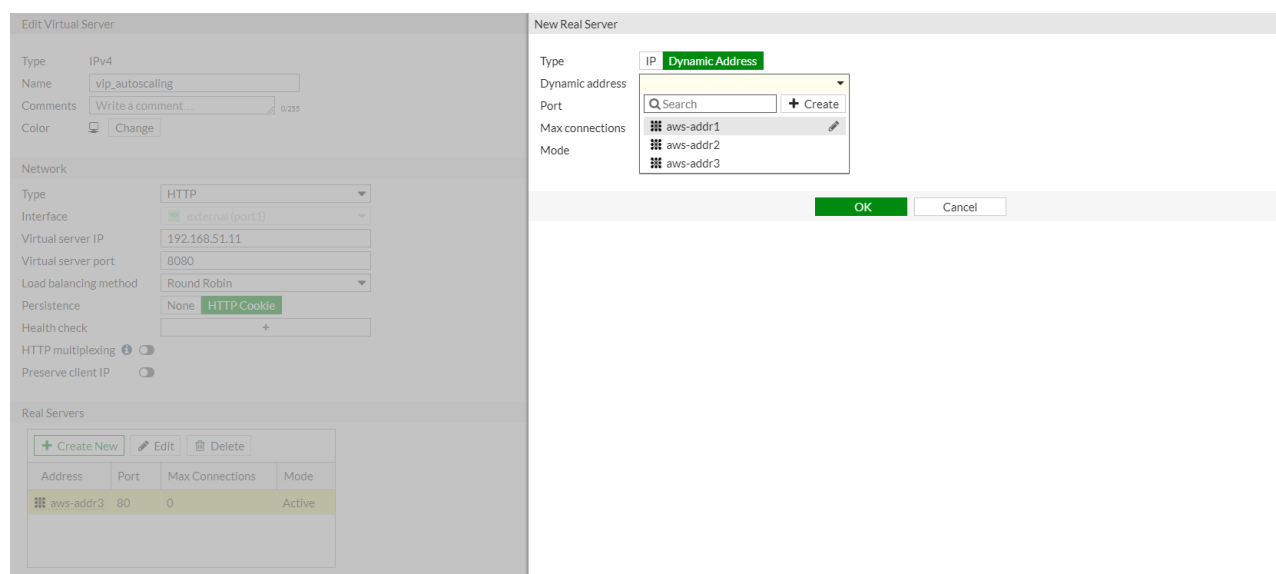 Edit Virtual Server
Type IPv4
Name vip_autoscaling
Comments Write a comment... 0/255
Color Change
Network
Type HTTP
Interface external (port1)
Virtual server IP 192.168.51.11
Virtual server port 8080
Load balancing method Round Robin
Persistence None HTTP Cookie
Health check +
HTTP multiplexing
Preserve client IP
Real Servers
+ Create New Edit Delete
Address Port Max Connections Mode
aws-addr3 80 0 Active
New Real Server
Type IP Dynamic Address
Dynamic address
Port Search + Create
Max connections aws-addr1
Mode aws-addr2
aws-addr3
OK Cancel